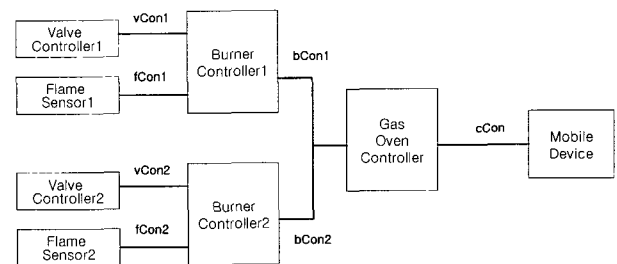 vCon1
Valve
Controller1
fCon1
Flame
Sensor1
Burner
Controller1
bCon1
Gas
Oven
Controller
cCon
Mobile
Device
vCon2
Valve
Controller2
fCon2
Flame
Sensor2
Burner
Controller2
bCon2